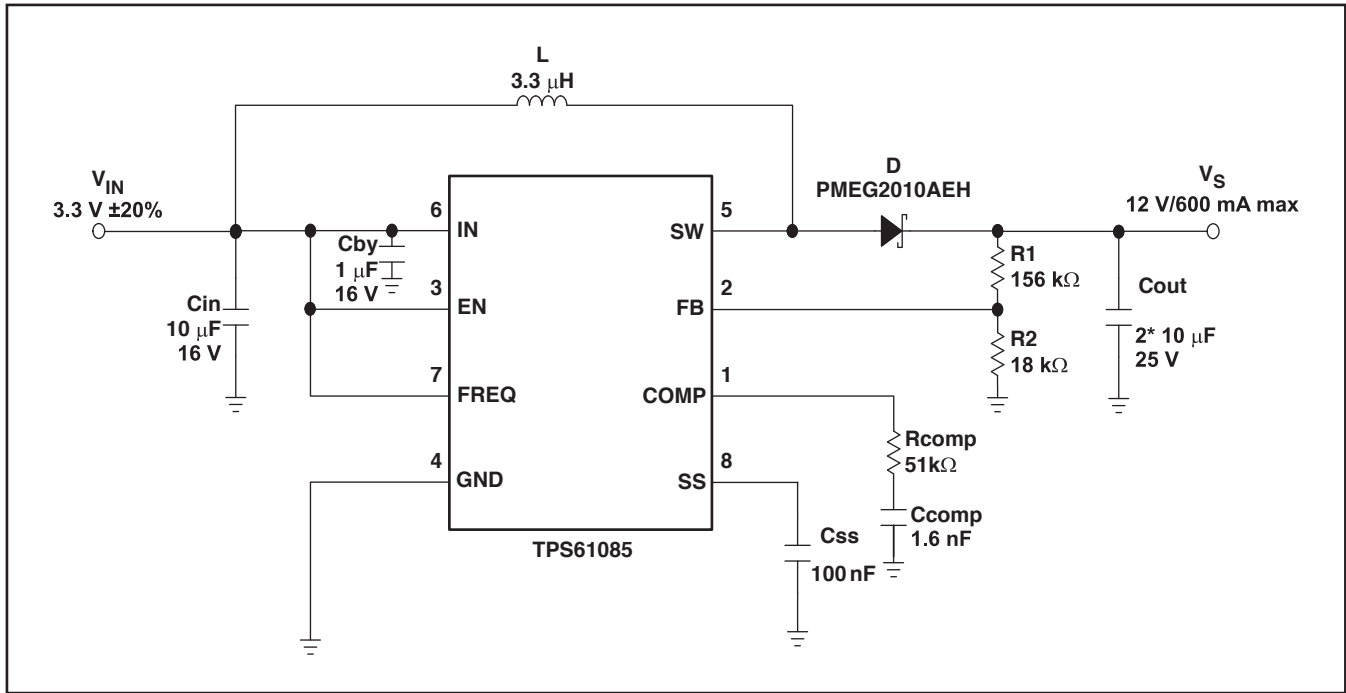 L
3.3 μH
V_IN
3.3 V ±20%
Cin
10 μF
16 V
Cby
1 μF
16 V
6
IN
3
EN
7
FREQ
4
GND
5
SW
2
FB
1
COMP
8
SS
TPS61085
D
PMEG2010AEH
V_S
12 V/600 mA max
R1
156 kΩ
R2
18 kΩ
Cout
2* 10 μF
25 V
Rcomp
51kΩ
Ccomp
1.6 nF
Css
100 nF